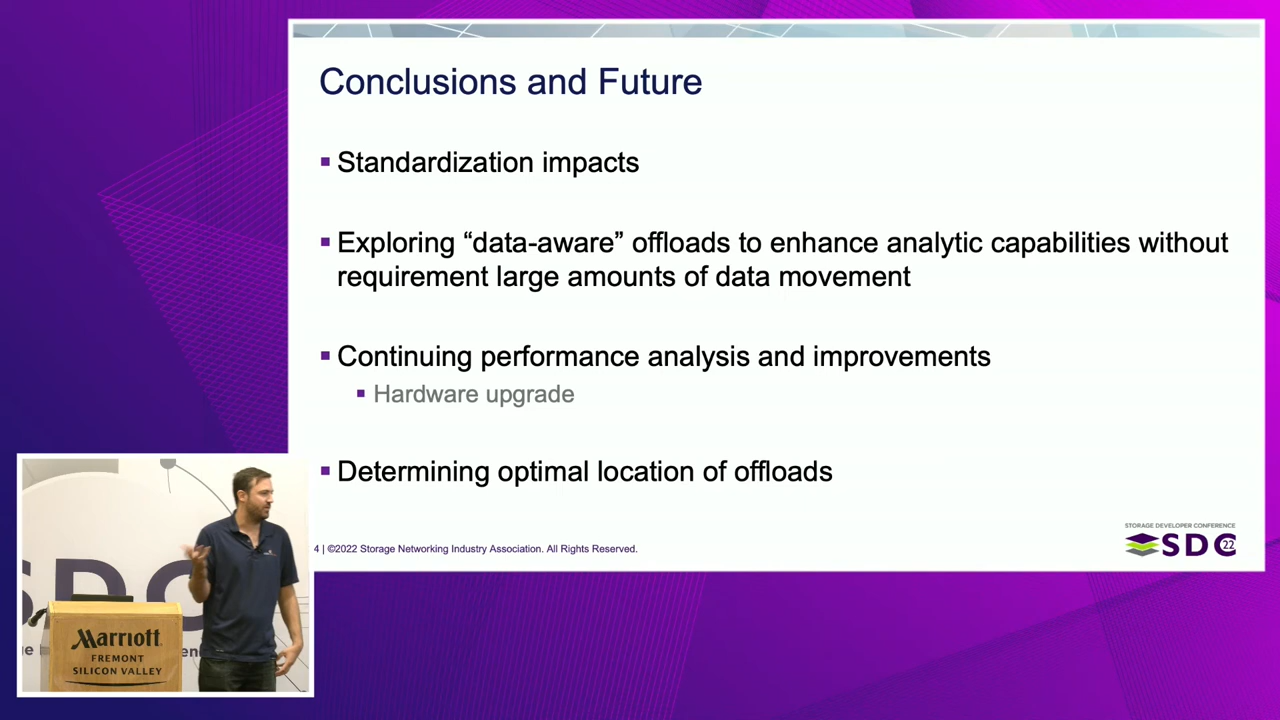 Conclusions and Future
Standardization impacts
Exploring “data-aware” offloads to enhance analytic capabilities without
requirement large amounts of data movement
Continuing performance analysis and improvements
Hardware upgrade
Determining optimal location of offloads
4 | ©2022 Storage Networking Industry Association. All Rights Reserved.
STORAGE DEVELOPER CONFERENCE
SDC 22
SDC
Marriott
FREMONT
SILICON VALLEY